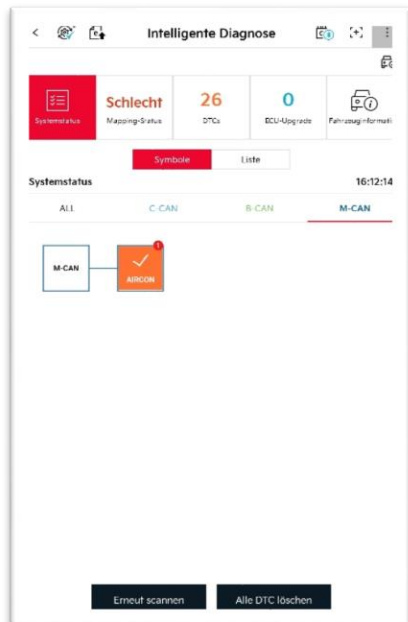 Intelligente Diagnose
Systemstatus
Schlecht
Mapping-Status
26
DTCs
0
ECU-Upgrade
Fahrzeuginformati
Symbole
Liste
Systemstatus
16:12:14
ALL
C-CAN
B-CAN
M-CAN
M-CAN
AIRCON
1
Erneut scannen
Alle DTC löschen